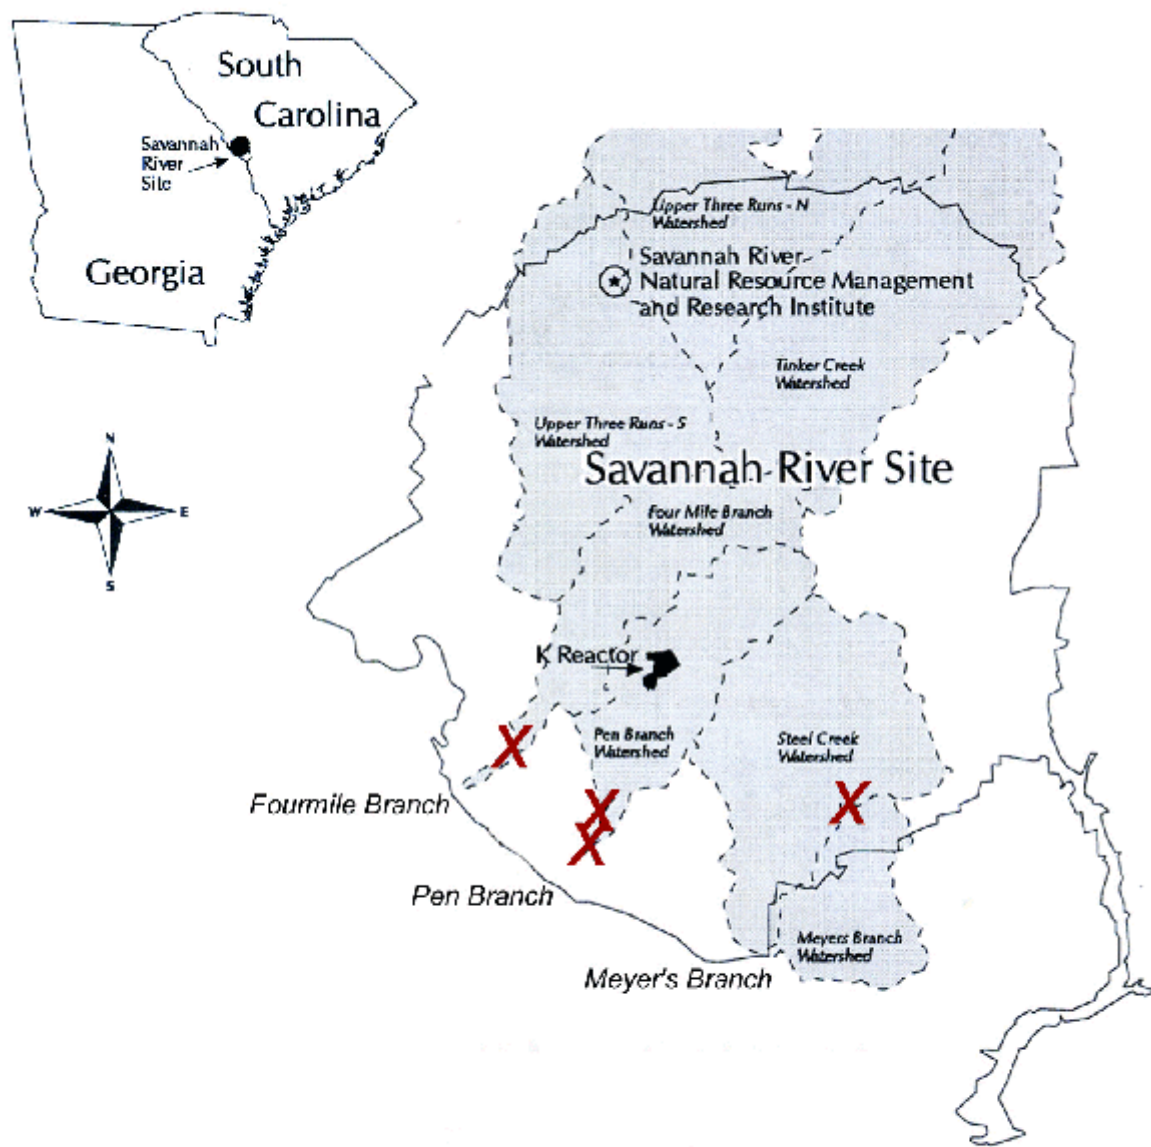 South
Carolina
Savannah
River
Site
Georgia
N
W
E
S
Upper Three Runs - N
Watershed
Savannah River
Natural Resource Management
and Research Institute
Tinker Creek
Watershed
Upper Three Runs - S
Watershed
Savannah River Site
Four Mile Branch
Watershed
K Reactor
X
Pen Branch
Watershed
Steel Creek
Watershed
X
X
X
Fourmile Branch
Pen Branch
Meyers Branch
Watershed
Meyer's Branch